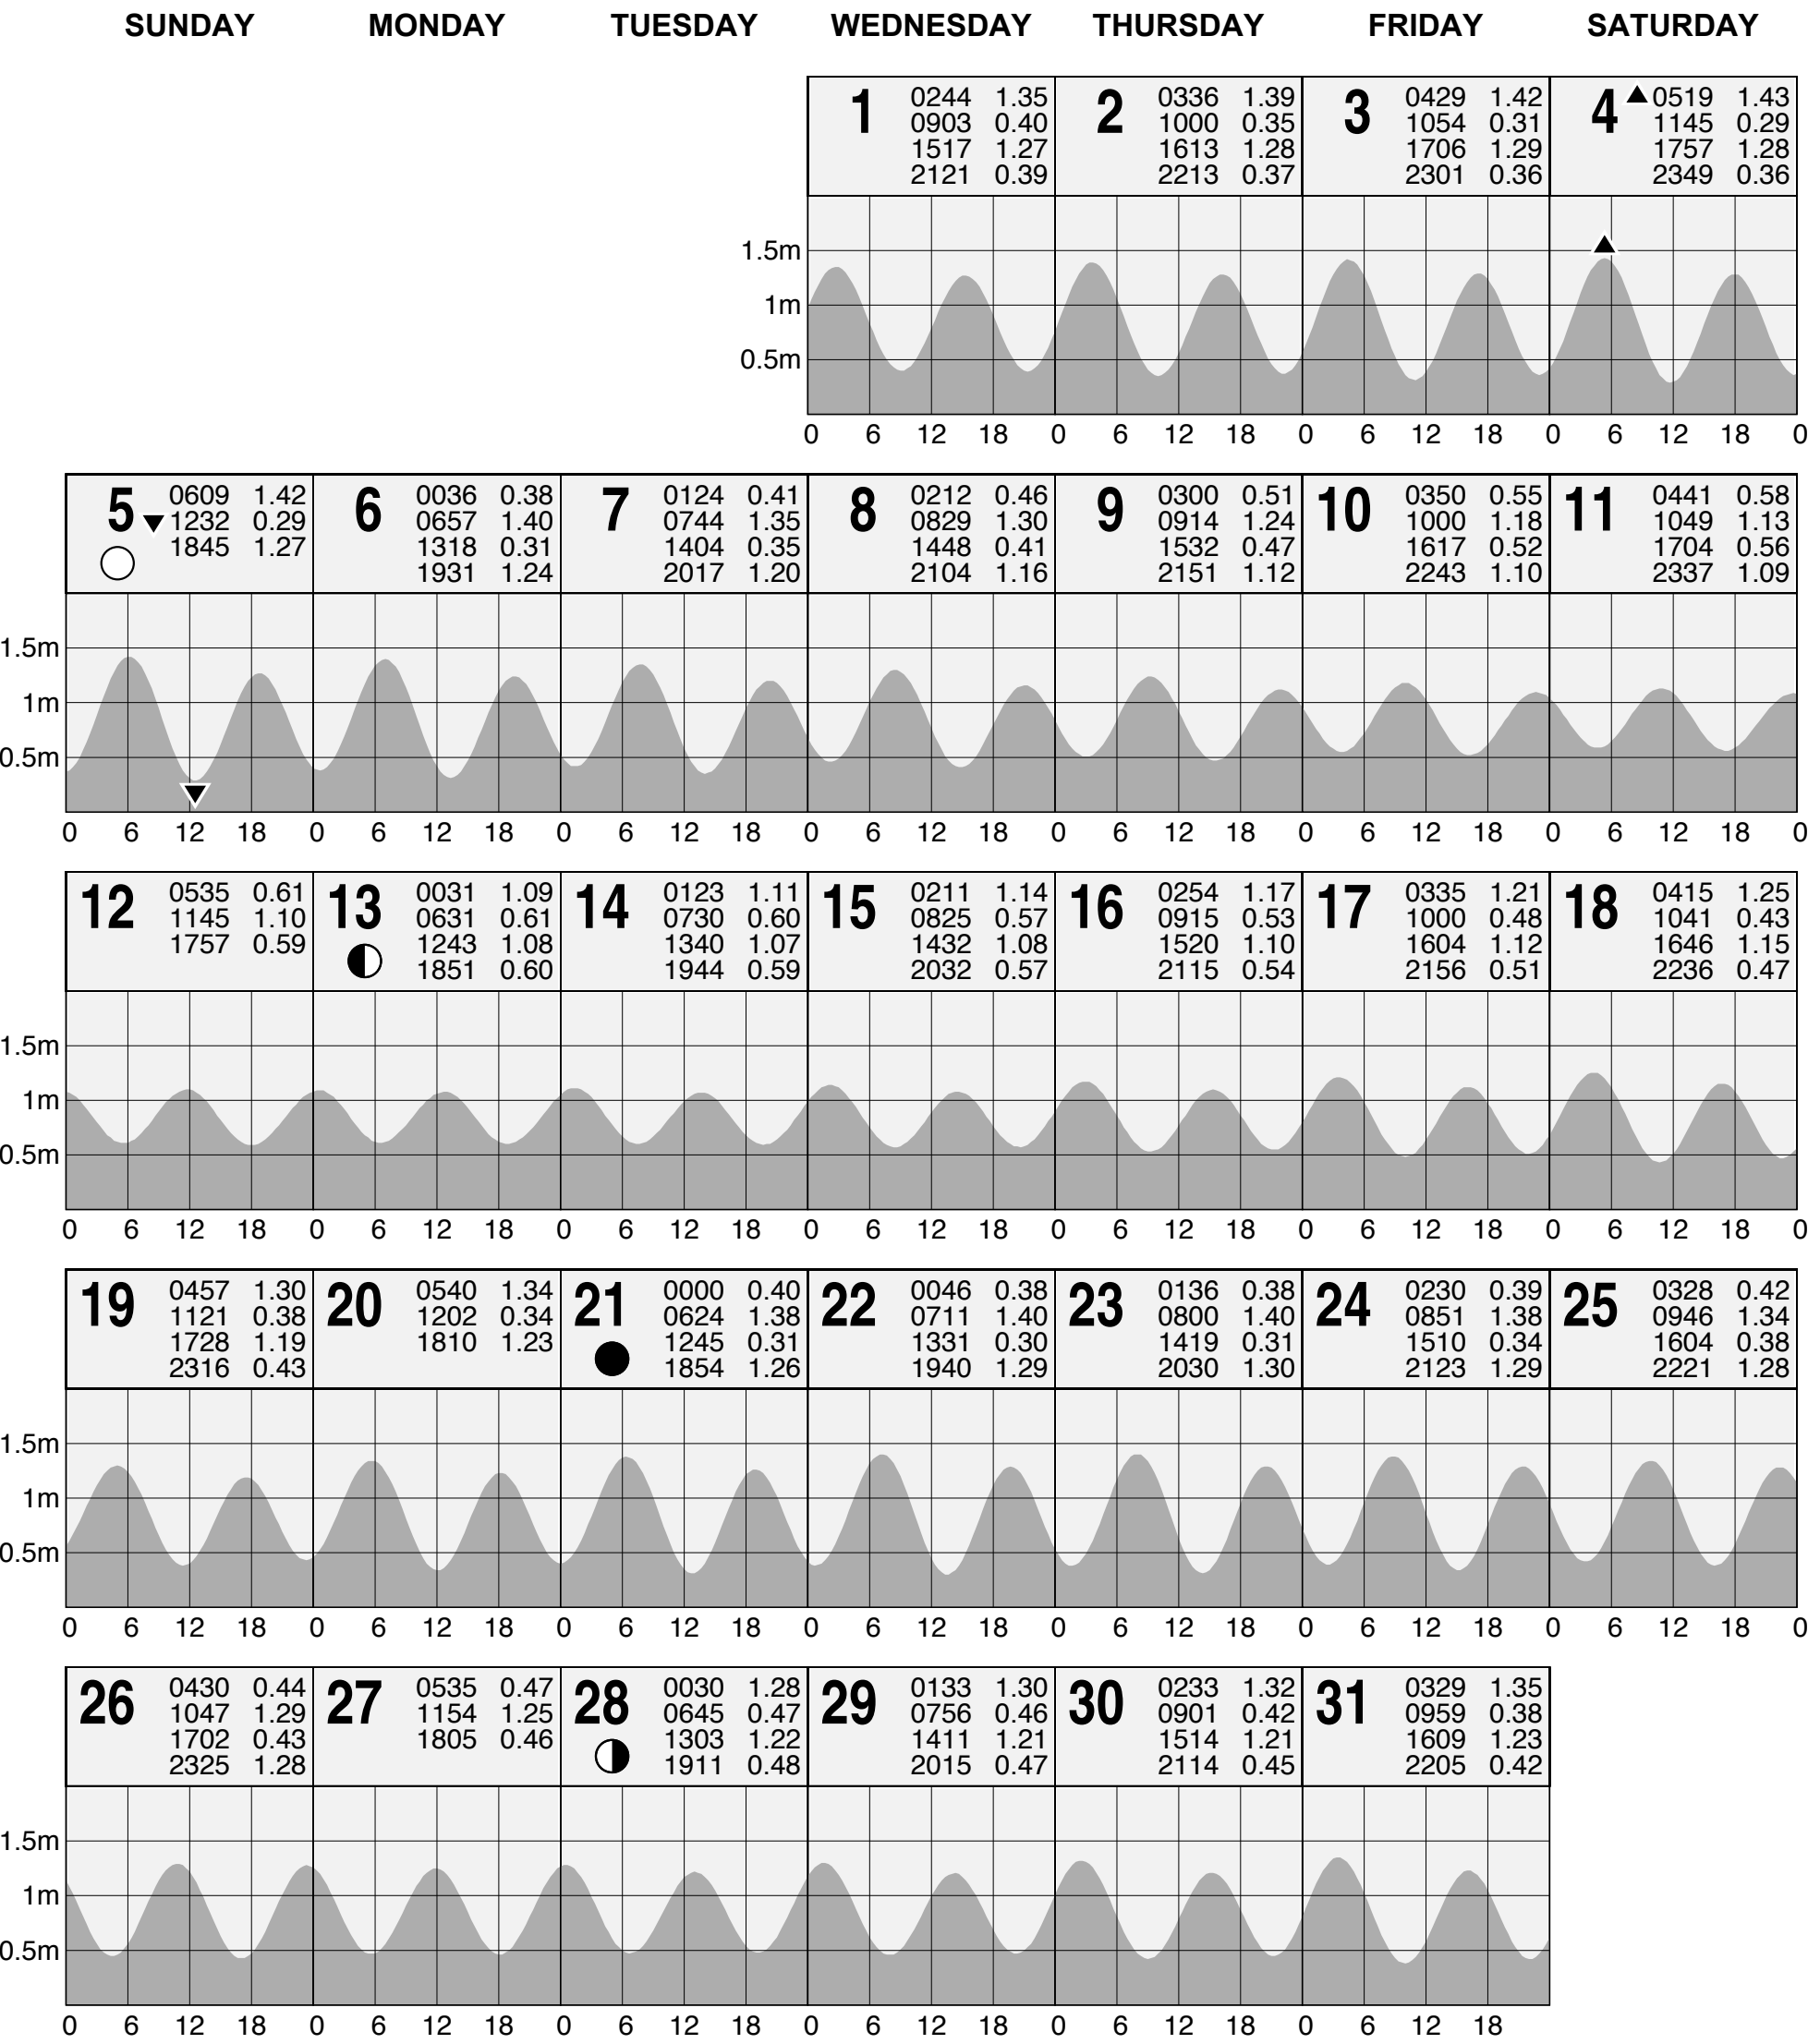 SUNDAY MONDAY TUESDAY WEDNESDAY THURSDAY FRIDAY SATURDAY
1 0244 1.35
0903 0.40
1517 1.27
2121 0.39
2 0336 1.39
1000 0.35
1613 1.28
2213 0.37
3 0429 1.42
1054 0.31
1706 1.29
2301 0.36
4 0519 1.43
1145 0.29
1757 1.28
2349 0.36
1.5m
1m
0.5m
0 6 12 18 0 6 12 18 0 6 12 18 0 6 12 18 0
5 0609 1.42
1232 0.29
1845 1.27
6 0036 0.38
0657 1.40
1318 0.31
1931 1.24
7 0124 0.41
0744 1.35
1404 0.35
2017 1.20
8 0212 0.46
0829 1.30
1448 0.41
2104 1.16
9 0300 0.51
0914 1.24
1532 0.47
2151 1.12
10 0350 0.55
1000 1.18
1617 0.52
2243 1.10
11 0441 0.58
1049 1.13
1704 0.56
2337 1.09
1.5m
1m
0.5m
0 6 12 18 0 6 12 18 0 6 12 18 0 6 12 18 0 6 12 18 0 6 12 18 0 6 12 18 0
12 0535 0.61
1145 1.10
1757 0.59
13 0031 1.09
0631 0.61
1243 1.08
1851 0.60
14 0123 1.11
0730 0.60
1340 1.07
1944 0.59
15 0211 1.14
0825 0.57
1432 1.08
2032 0.57
16 0254 1.17
0915 0.53
1520 1.10
2115 0.54
17 0335 1.21
1000 0.48
1604 1.12
2156 0.51
18 0415 1.25
1041 0.43
1646 1.15
2236 0.47
1.5m
1m
0.5m
0 6 12 18 0 6 12 18 0 6 12 18 0 6 12 18 0 6 12 18 0 6 12 18 0 6 12 18 0
19 0457 1.30
1121 0.38
1728 1.19
2316 0.43
20 0540 1.34
1202 0.34
1810 1.23
21 0000 0.40
0624 1.38
1245 0.31
1854 1.26
22 0046 0.38
0711 1.40
1331 0.30
1940 1.29
23 0136 0.38
0800 1.40
1419 0.31
2030 1.30
24 0230 0.39
0851 1.38
1510 0.34
2123 1.29
25 0328 0.42
0946 1.34
1604 0.38
2221 1.28
1.5m
1m
0.5m
0 6 12 18 0 6 12 18 0 6 12 18 0 6 12 18 0 6 12 18 0 6 12 18 0 6 12 18 0
26 0430 0.44
1047 1.29
1702 0.43
2325 1.28
27 0535 0.47
1154 1.25
1805 0.46
28 0030 1.28
0645 0.47
1303 1.22
1911 0.48
29 0133 1.30
0756 0.46
1411 1.21
2015 0.47
30 0233 1.32
0901 0.42
1514 1.21
2114 0.45
31 0329 1.35
0959 0.38
1609 1.23
2205 0.42
1.5m
1m
0.5m
0 6 12 18 0 6 12 18 0 6 12 18 0 6 12 18 0 6 12 18 0 6 12 18